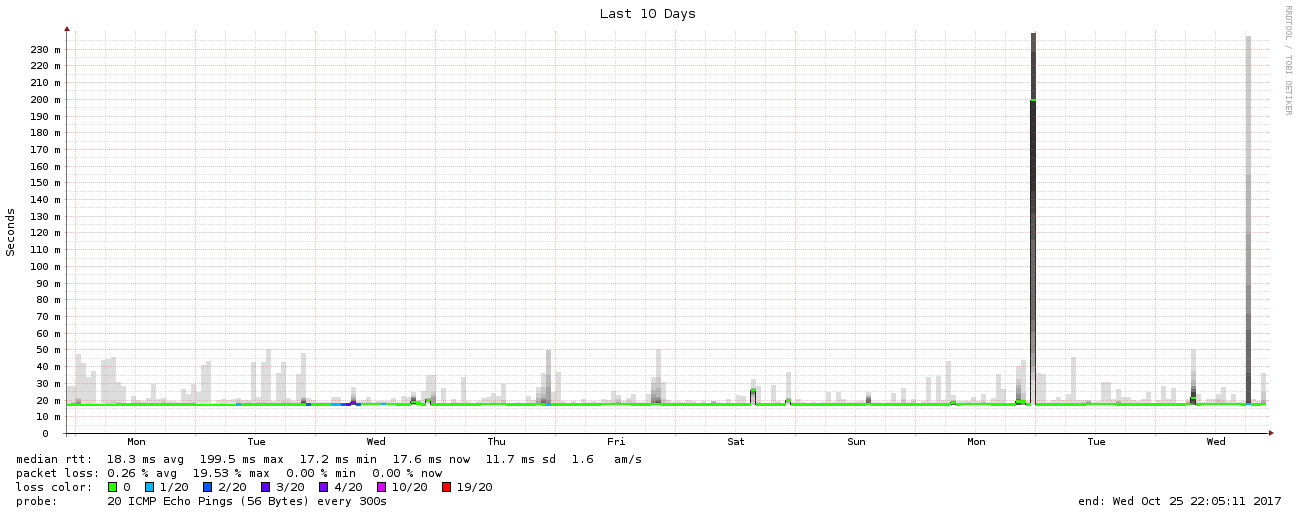 Last 10 Days
RRDTOOL / TOBI OETIKER
Seconds
230 m
220 m
210 m
200 m
190 m
180 m
170 m
160 m
150 m
140 m
130 m
120 m
110 m
100 m
90 m
80 m
70 m
60 m
50 m
40 m
30 m
20 m
10 m
0
Mon Tue Wed Thu Fri Sat Sun Mon Tue Wed
median rtt: 18.3 ms avg 199.5 ms max 17.2 ms min 17.6 ms now 11.7 ms sd 1.6 am/s
packet loss: 0.26 % avg 19.53 % max 0.00 % min 0.00 % now
loss color: 0 1/20 2/20 3/20 4/20 10/20 19/20
probe: 20 ICMP Echo Pings (56 Bytes) every 300s end: Wed Oct 25 22:05:11 2017